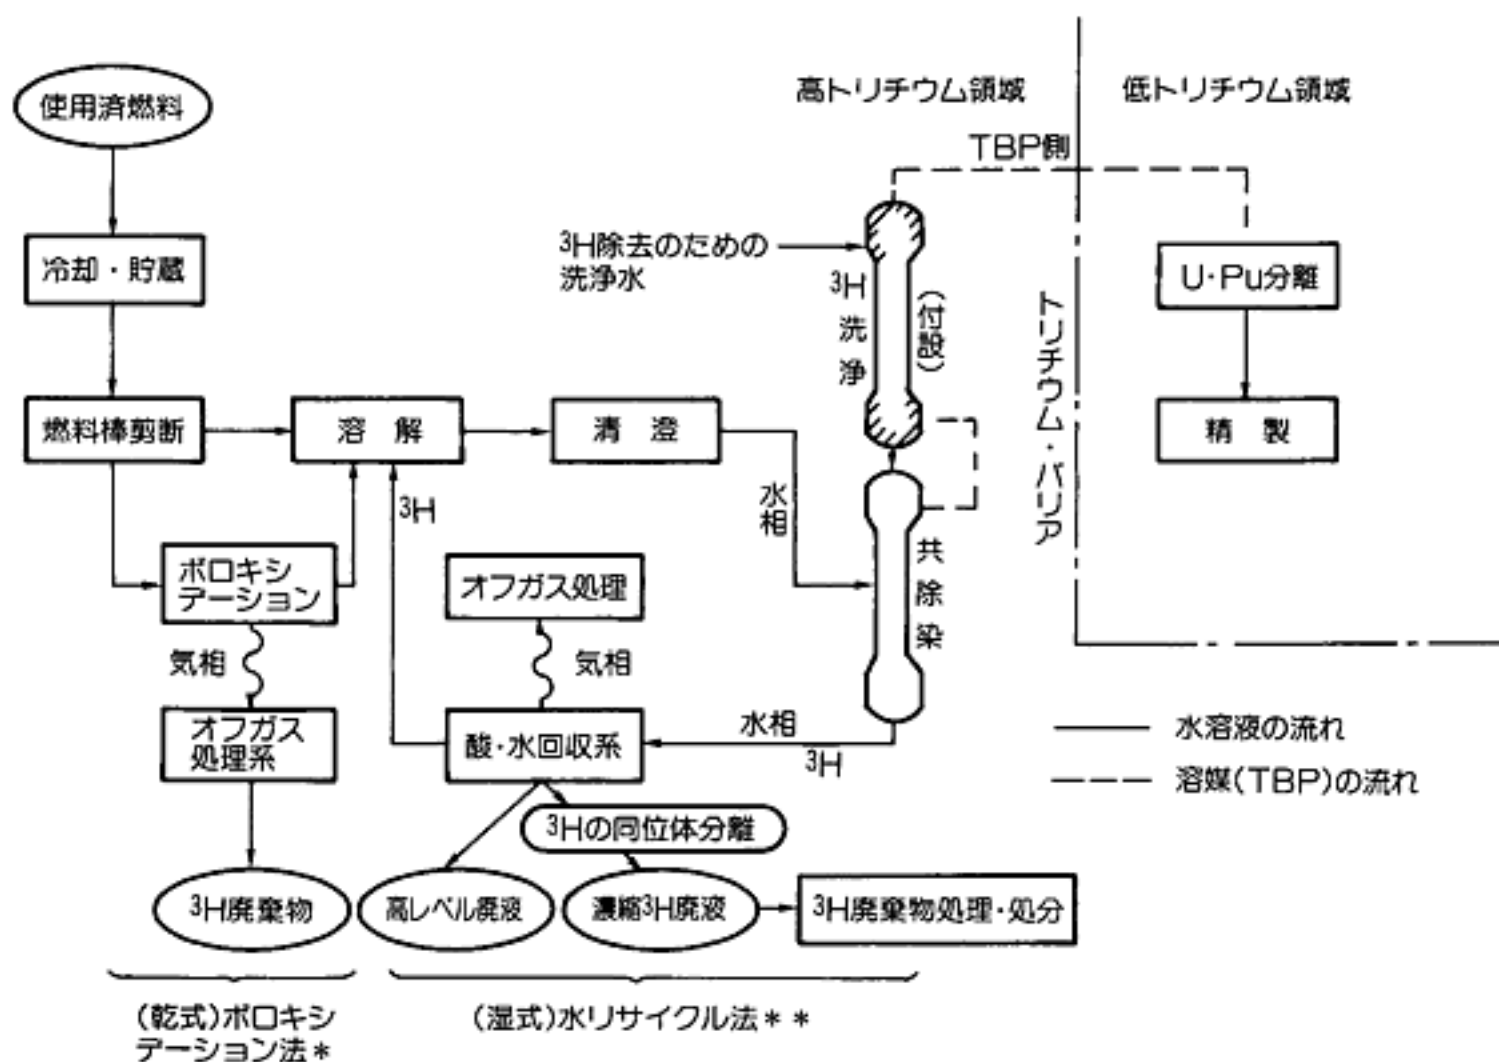 高トリチウム領域
低トリチウム領域
使用済燃料
TBP側
³H除去のための
洗浄水
冷却・貯蔵
³H洗浄
(付設)
トリチウム・バリア
U・Pu分離
燃料棒剪断
溶 解
清 澄
精 製
³H
水相
ボロキシ
デーション
オフガス処理
共除染
気相
気相
オフガス
処理系
酸・水回収系
水相
³H
水溶液の流れ
溶媒(TBP)の流れ
³Hの同位体分離
³H廃棄物
高レベル廃液
濃縮³H廃液
³H廃棄物処理・処分
(乾式)ボロキシ
デーション法*
(湿式)水リサイクル法**